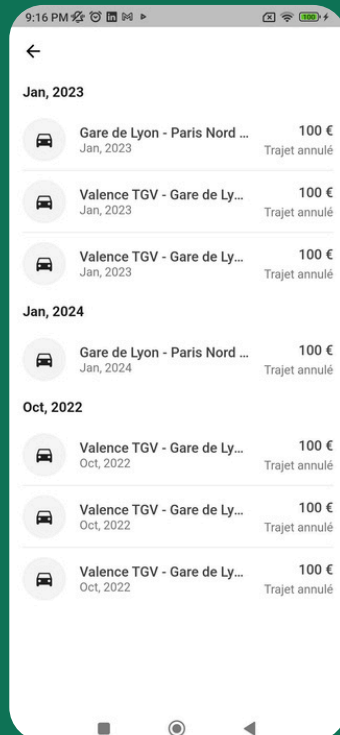 9:16 PM
100
Jan, 2023
Gare de Lyon - Paris Nord ... 100 €
Jan, 2023 Trajet annulé
Valence TGV - Gare de Ly... 100 €
Jan, 2023 Trajet annulé
Valence TGV - Gare de Ly... 100 €
Jan, 2023 Trajet annulé
Jan, 2024
Gare de Lyon - Paris Nord ... 100 €
Jan, 2024 Trajet annulé
Oct, 2022
Valence TGV - Gare de Ly... 100 €
Oct, 2022 Trajet annulé
Valence TGV - Gare de Ly... 100 €
Oct, 2022 Trajet annulé
Valence TGV - Gare de Ly... 100 €
Oct, 2022 Trajet annulé